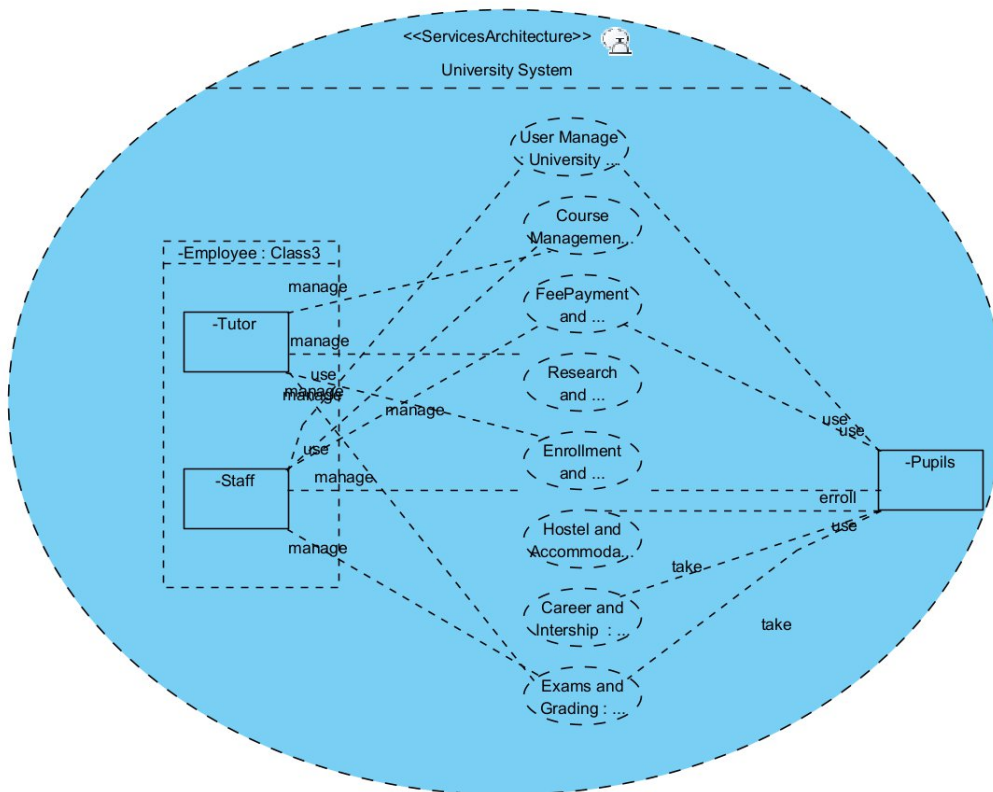 <<ServicesArchitecture>>
University System
User Manage
: University ...
Course
Managemen...
-Employee : Class3
manage
FeePayment
and ...
-Tutor
manage
use
Research
and ...
manage
manage
manage
use
use
Enrollment
and ...
use
-Pupils
-Staff
manage
erroll
Hostel and
Accommoda...
use
manage
take
Career and
Intership : ...
take
Exams and
Grading : ...